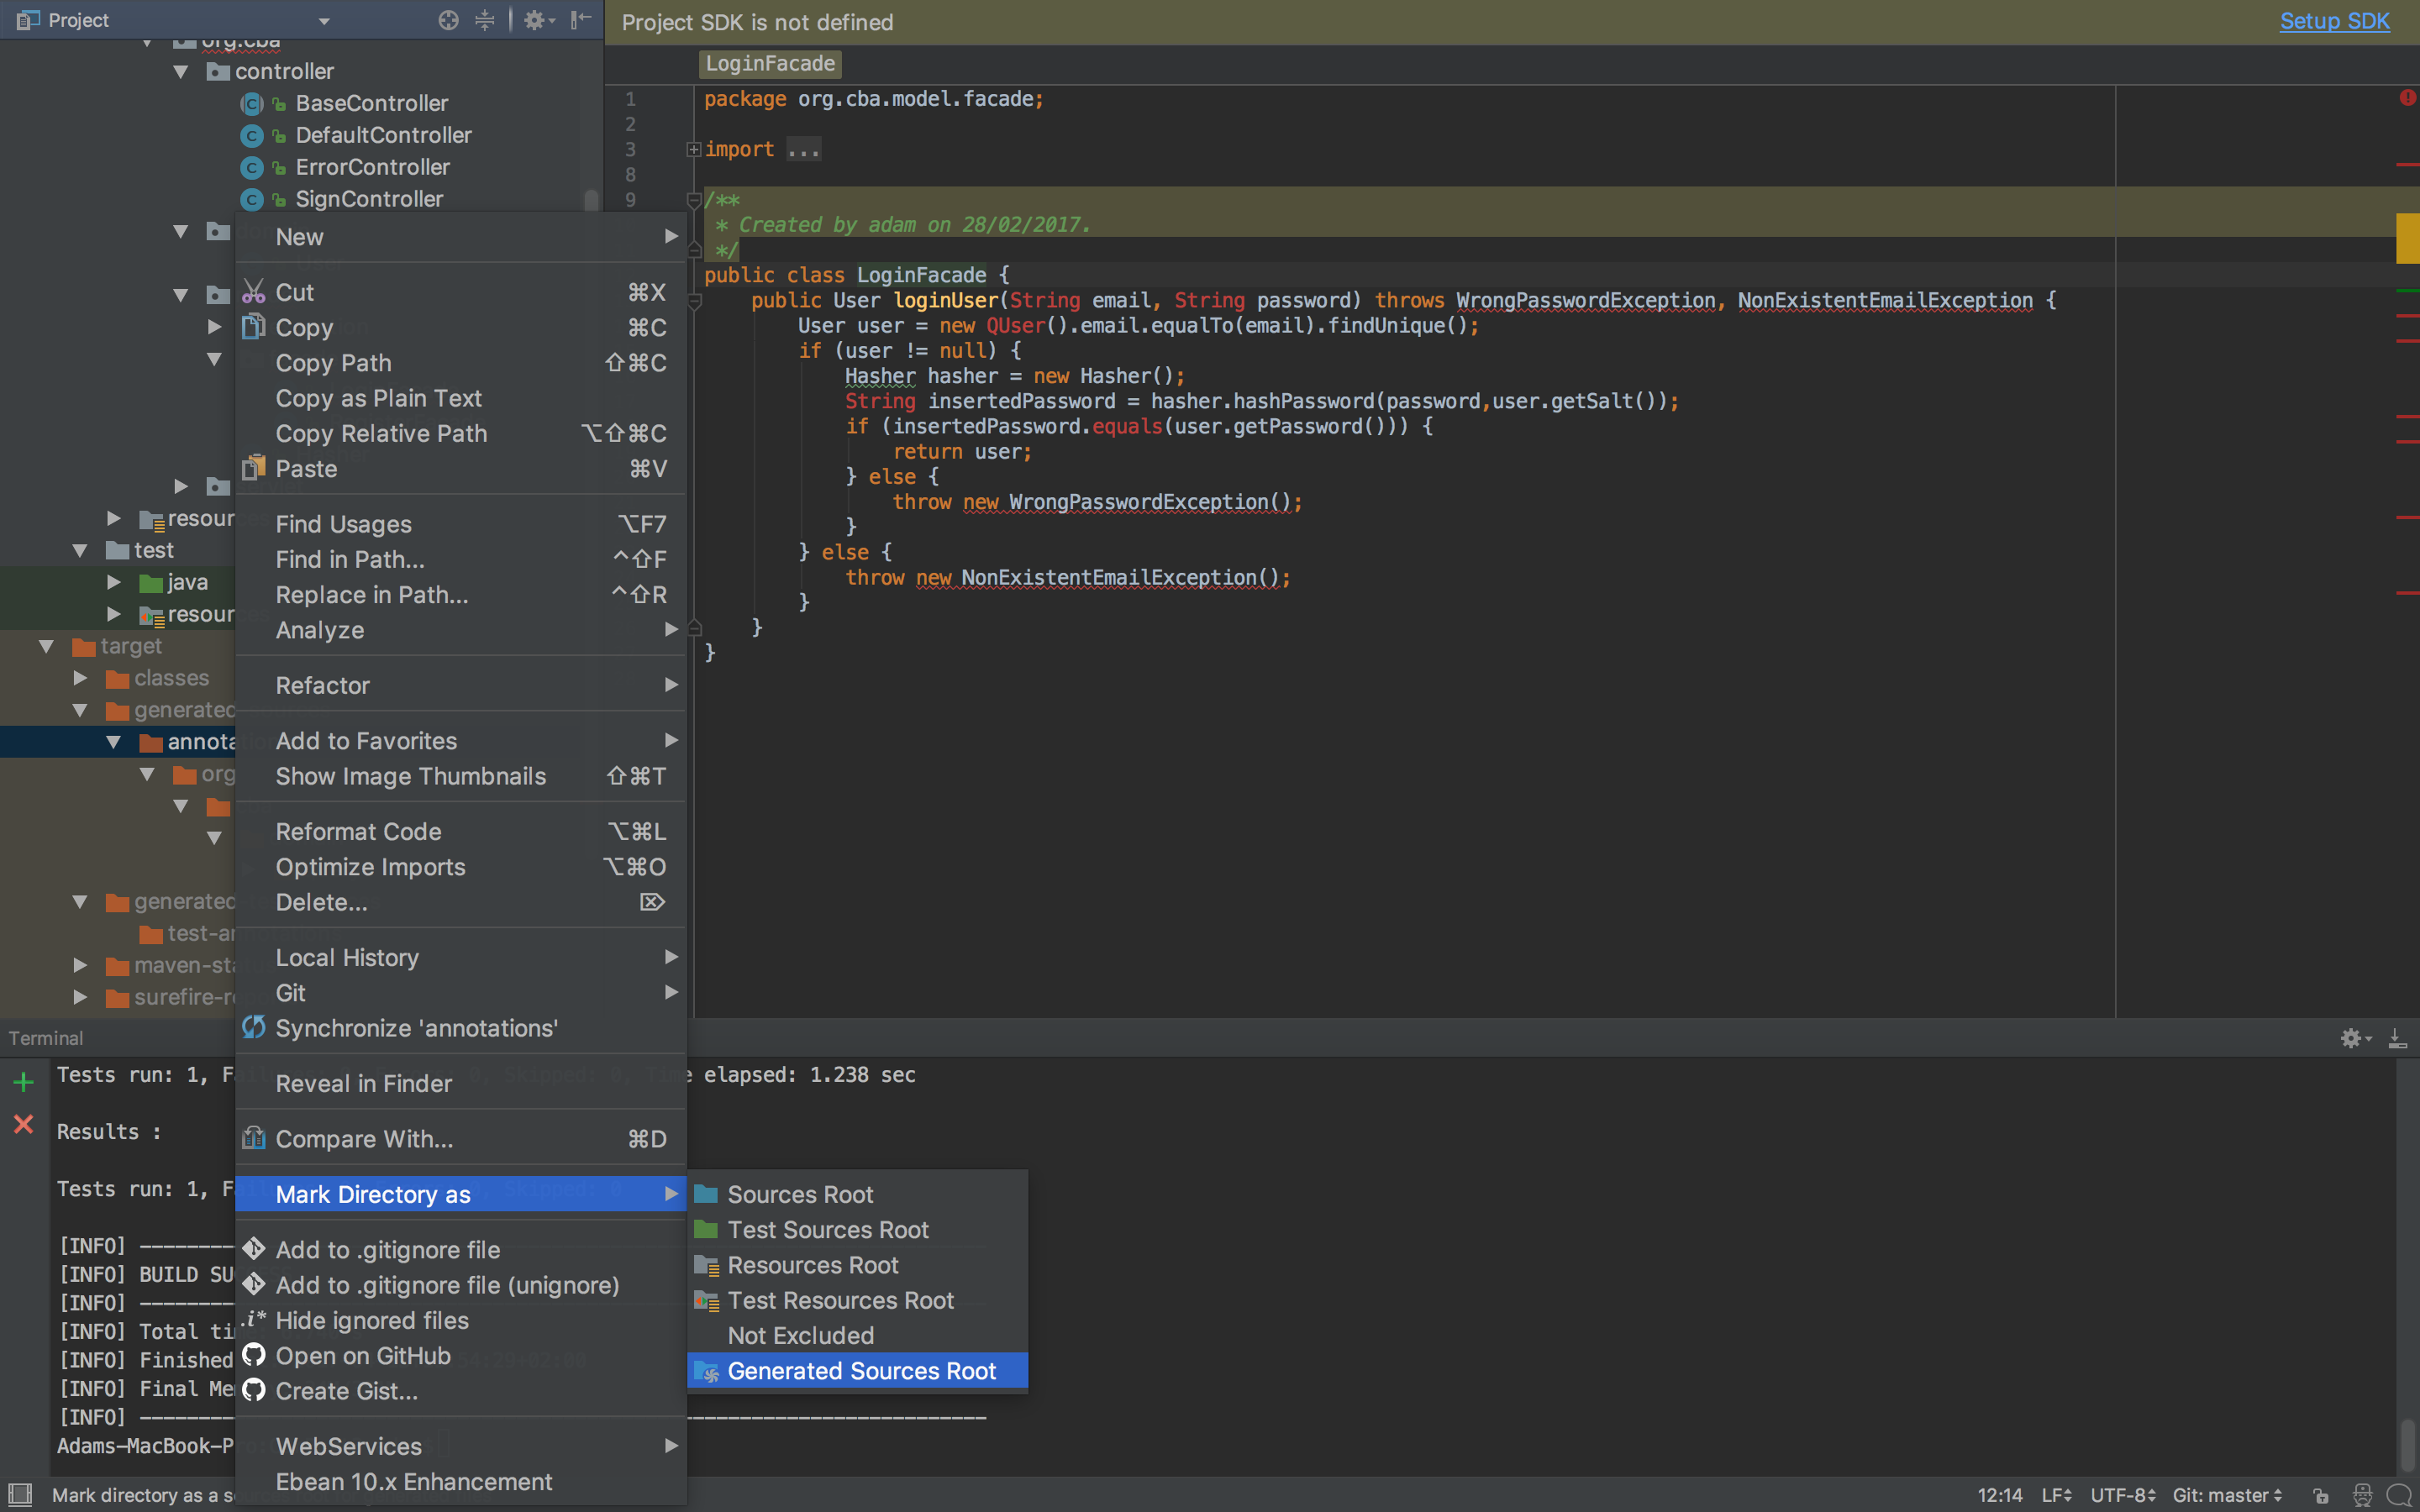 Project
org.cba
controller
BaseController
DefaultController
ErrorController
SignController
resour
test
java
resour
target
classes
generated
annota
org
generated
test-a
maven-sta
surefire-re
New
Cut ⌘X
Copy ⌘C
Copy Path ⇧⌘C
Copy as Plain Text
Copy Relative Path ⌥⇧⌘C
Paste ⌘V
Find Usages ⌥F7
Find in Path... ^⇧F
Replace in Path... ^⇧R
Analyze
Refactor
Add to Favorites
Show Image Thumbnails ⇧⌘T
Reformat Code ⌥⌘L
Optimize Imports ⌥⌘O
Delete... ⌦
Local History
Git
Synchronize 'annotations'
Reveal in Finder
Compare With... ⌘D
Mark Directory as
Add to .gitignore file
Add to .gitignore file (unignore)
.i* Hide ignored files
Open on GitHub
Create Gist...
WebServices
Ebean 10.x Enhancement
Sources Root
Test Sources Root
Resources Root
Test Resources Root
Not Excluded
Generated Sources Root
Project SDK is not defined Setup SDK
LoginFacade
1 package org.cba.model.facade;
2
3 import ...
8
9 /**
* Created by adam on 28/02/2017.
*/
public class LoginFacade {
public User loginUser(String email, String password) throws WrongPasswordException, NonExistentEmailException {
User user = new QUser().email.equalTo(email).findUnique();
if (user != null) {
Hasher hasher = new Hasher();
String insertedPassword = hasher.hashPassword(password,user.getSalt());
if (insertedPassword.equals(user.getPassword())) {
return user;
} else {
throw new WrongPasswordException();
}
} else {
throw new NonExistentEmailException();
}
}
}
Terminal
Tests run: 1, F e elapsed: 1.238 sec
Results :
Tests run: 1, F
[INFO] --------
[INFO] BUILD SU
[INFO] --------
[INFO] Total ti
[INFO] Finished
[INFO] Final Me
[INFO] ------------------------------------------------------------------------
Adams-MacBook-P
Mark directory as a s
12:14 LF UTF-8 Git: master